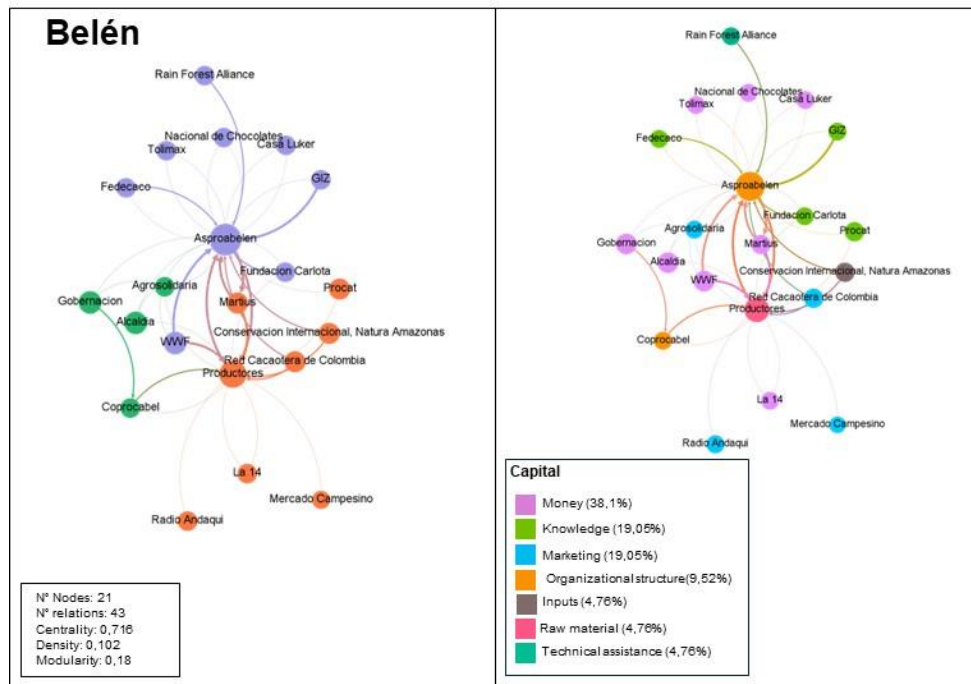 Belén
Rain Forest Alliance
Nacional de Chocolates
Tolimax
Casa Luker
Fedecaco
GIZ
Asproabelen
Fundacion Carlota
Agrosolidaria
Procat
Gobernacion
Martius
Alcaldia
Conservacion Internacional, Natura Amazonas
WWF
Red Cacaotera de Colombia
Productores
Coprocabel
La 14
Mercado Campesino
Radio Andaqui
N° Nodes: 21
N° relations: 43
Centrality: 0,716
Density: 0,102
Modularity: 0,18
Rain Forest Alliance
Nacional de Chocolates
Tolimax
Casa Luker
Fedecaco
GIZ
Asproabelen
Fundacion Carlota
Agrosolidaria
Procat
Gobernacion
Martius
Alcaldia
Conservacion Internacional, Natura Amazonas
WWF
Red Cacaotera de Colombia
Productores
Coprocabel
La 14
Mercado Campesino
Radio Andaqui
Capital
Money (38,1%)
Knowledge (19,05%)
Marketing (19,05%)
Organizational structure(9,52%)
Inputs (4,76%)
Raw material (4,76%)
Technical assistance (4,76%)